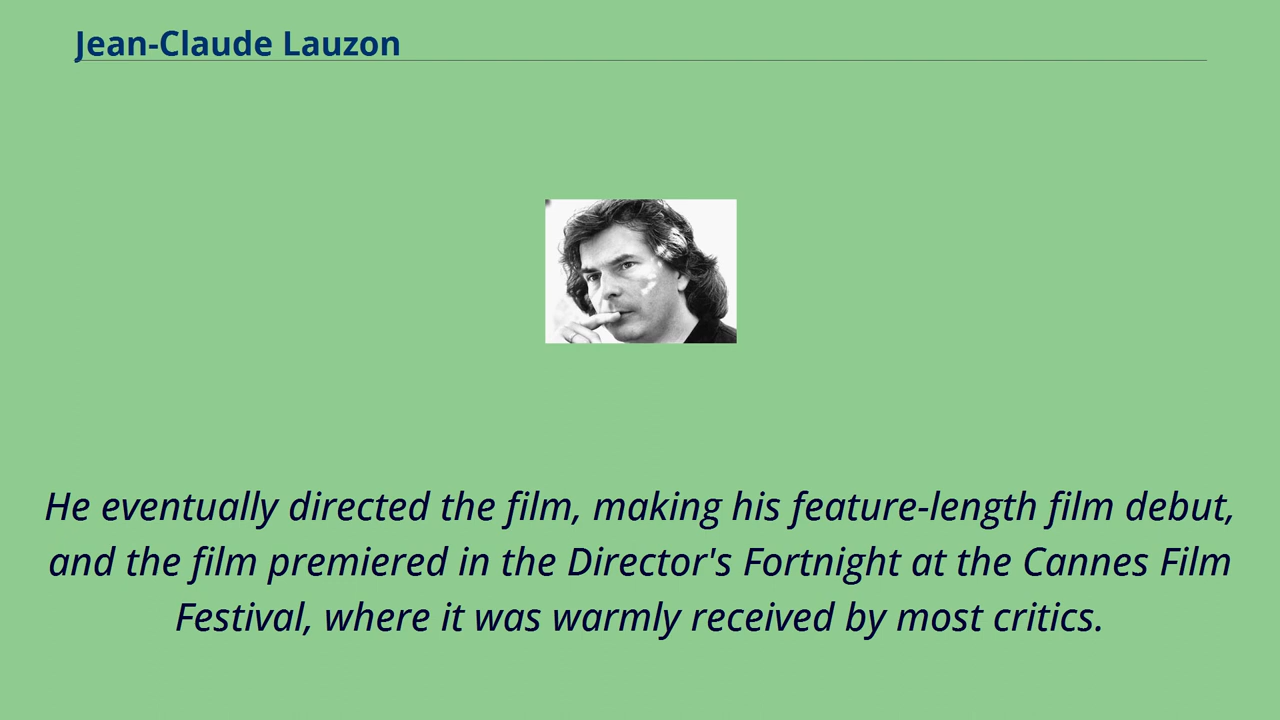 Jean-Claude Lauzon
He eventually directed the film, making his feature-length film debut,
and the film premiered in the Director's Fortnight at the Cannes Film
Festival, where it was warmly received by most critics.